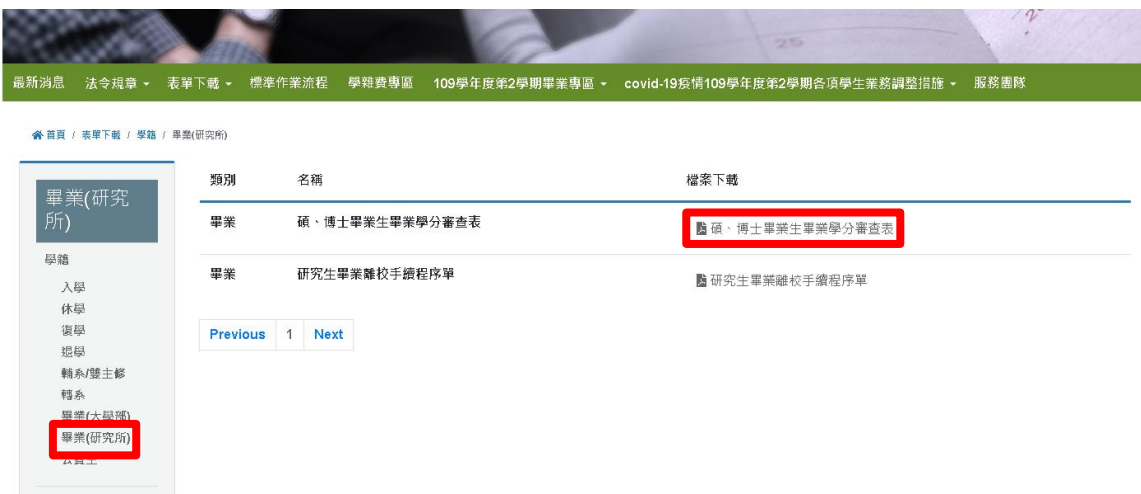 25
最新消息 法令規章 表單下載 標準作業流程 學雜費專區 109學年度第2學期畢業專區 covid-19疫情109學年度第2學期各項學生業務調整措施 服務團隊
首頁 / 表單下載 / 學籍 / 畢業(研究所)
畢業(研究
所)
學籍
入學
休學
復學
退學
輔系/雙主修
轉系
畢業(大學部)
畢業(研究所)
類別 名稱 檔案下載
畢業 碩、博士畢業生畢業學分審查表 碩、博士畢業生畢業學分審查表
畢業 研究生畢業離校手續程序單 研究生畢業離校手續程序單
Previous 1 Next